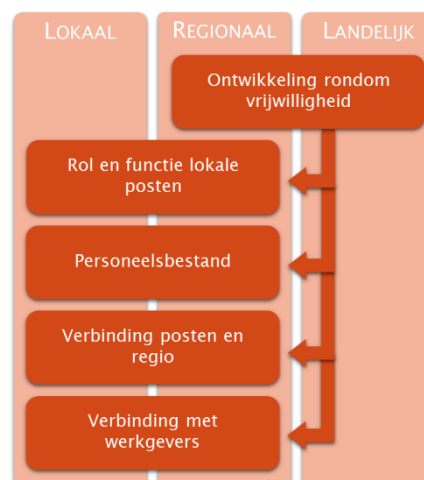 LOKAAL
REGIONAAL
LANDELIJK
Ontwikkeling rondom
vrijwilligheid
Rol en functie lokale
posten
Personeelsbestand
Verbinding posten en
regio
Verbinding met
werkgevers